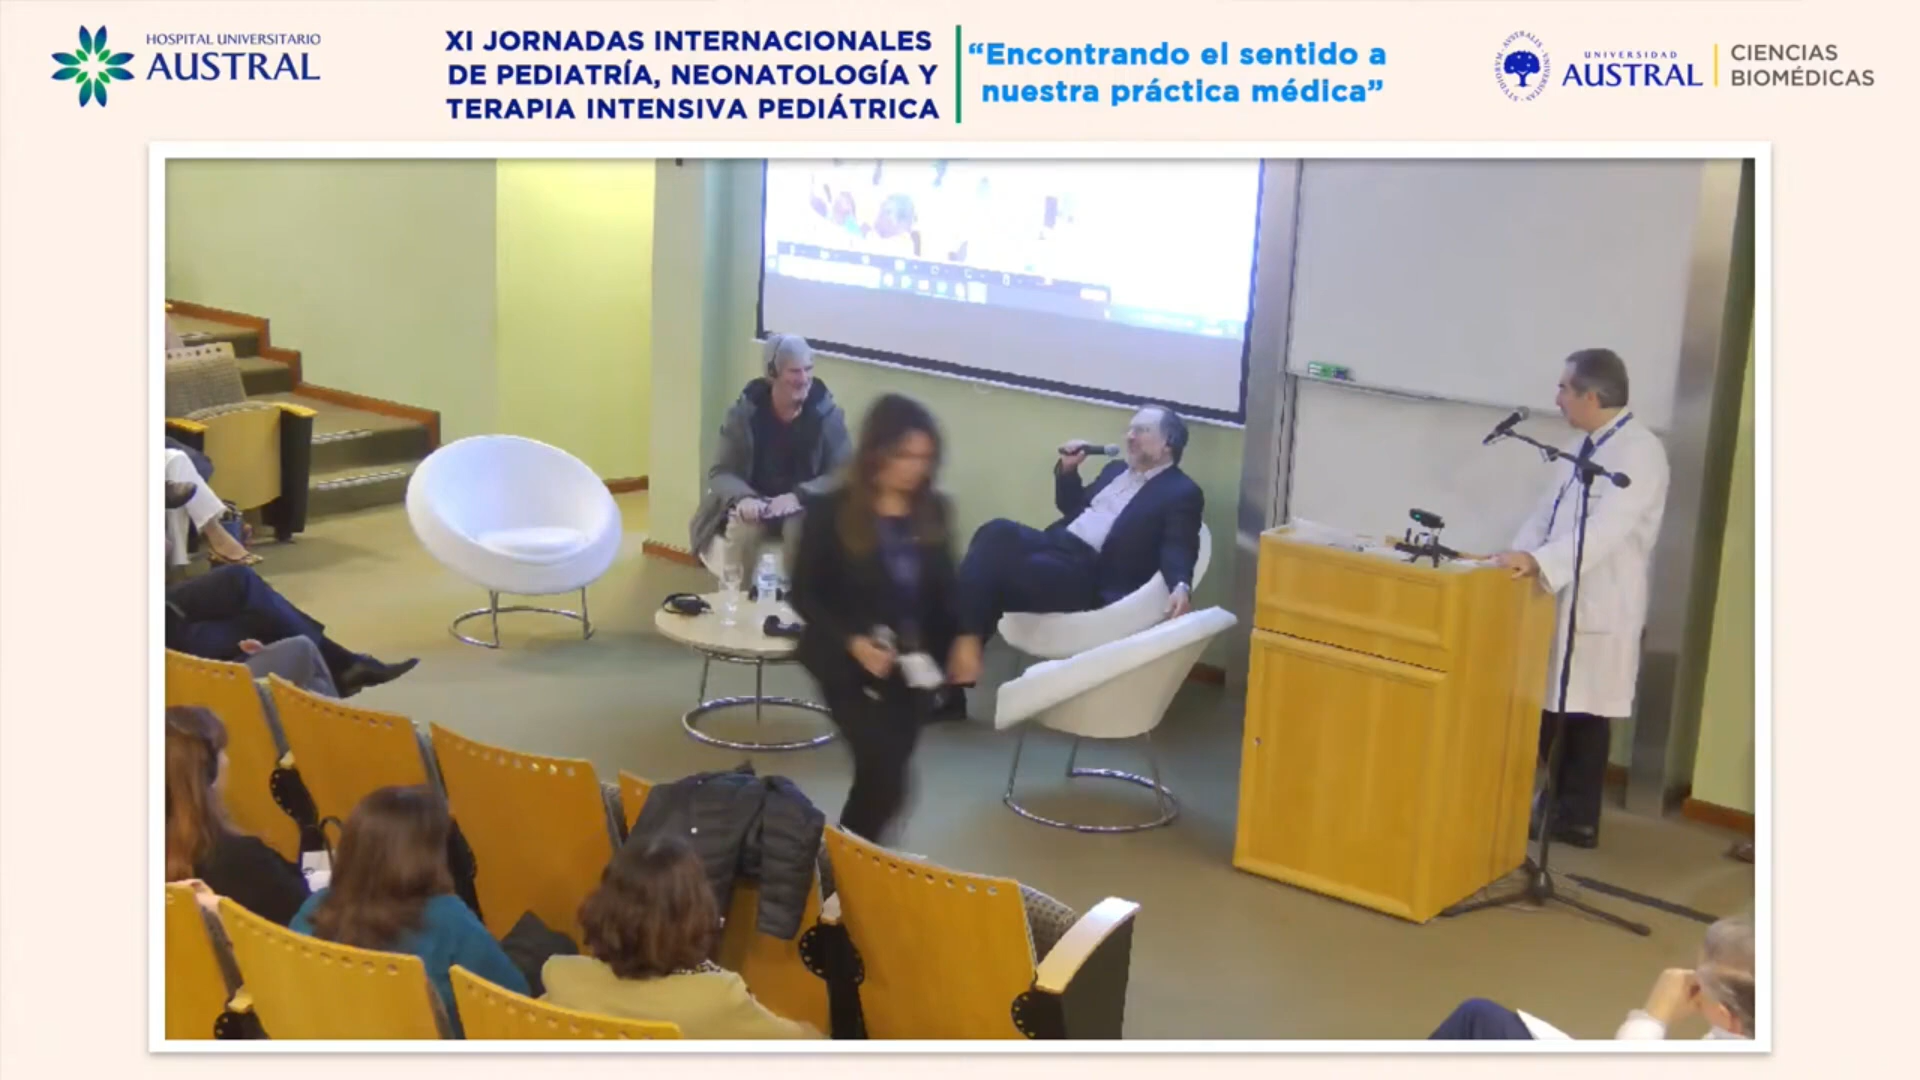 HOSPITAL UNIVERSITARIO
AUSTRAL
XI JORNADAS INTERNACIONALES
DE PEDIATRÍA, NEONATOLOGÍA Y
TERAPIA INTENSIVA PEDIÁTRICA
“Encontrando el sentido a
nuestra práctica médica”
UNIVERSIDAD
AUSTRAL
CIENCIAS
BIOMÉDICAS